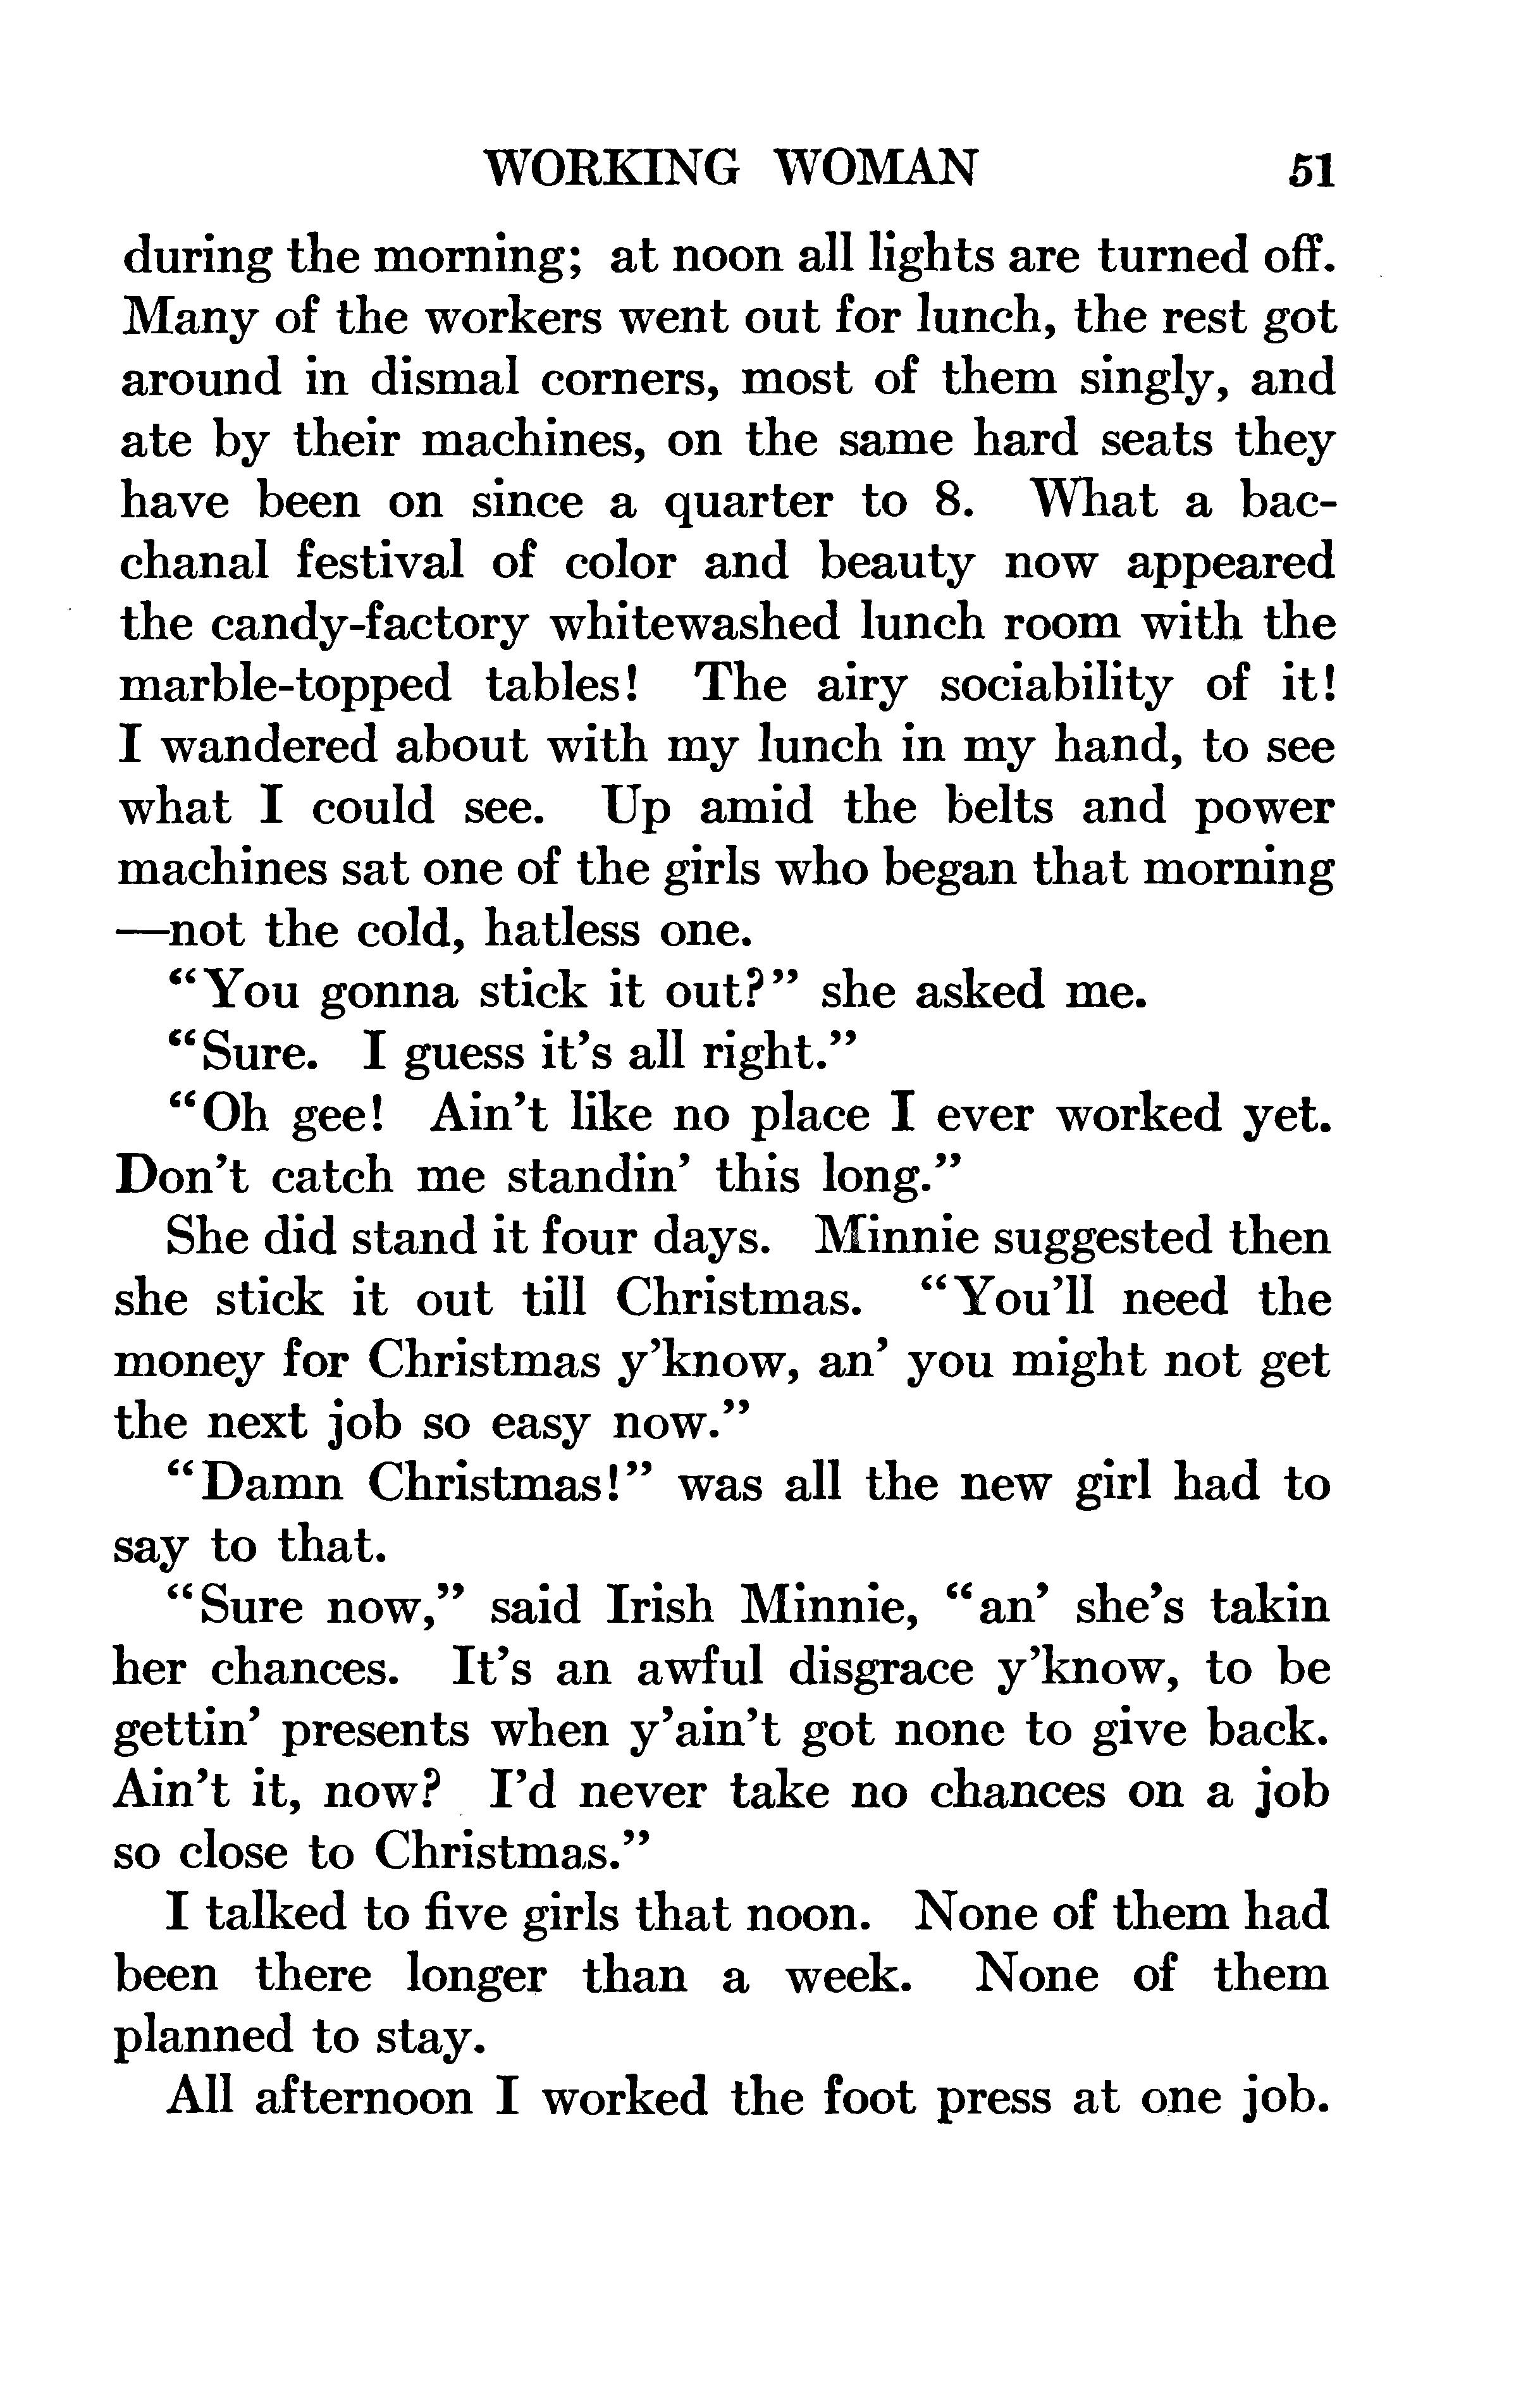 WORKING WOMAN 51
during the morning; at noon all lights are turned off.
Many of the workers went out for lunch, the rest got
around in dismal corners, most of them singly, and
ate by their machines, on the same hard seats they
have been on since a quarter to 8. What a bac-
chanal festival of color and beauty now appeared
the candy-factory whitewashed lunch room with the
marble-topped tables! The airy sociability of it!
I wandered about with my lunch in my hand, to see
what I could see. Up amid the belts and power
machines sat one of the girls who began that morning
—not the cold, hatless one.
“You gonna stick it out?” she asked me.
“Sure. I guess it’s all right.”
“Oh gee! Ain’t like no place I ever worked yet.
Don’t catch me standin’ this long.”
She did stand it four days. Minnie suggested then
she stick it out till Christmas. “You’ll need the
money for Christmas y’know, an’ you might not get
the next job so easy now.”
“Damn Christmas!” was all the new girl had to
say to that.
“Sure now,” said Irish Minnie, “an’ she’s takin
her chances. It’s an awful disgrace y’know, to be
gettin’ presents when y’ain’t got none to give back.
Ain’t it, now? I’d never take no chances on a job
so close to Christmas.”
I talked to five girls that noon. None of them had
been there longer than a week. None of them
planned to stay.
All afternoon I worked the foot press at one job.